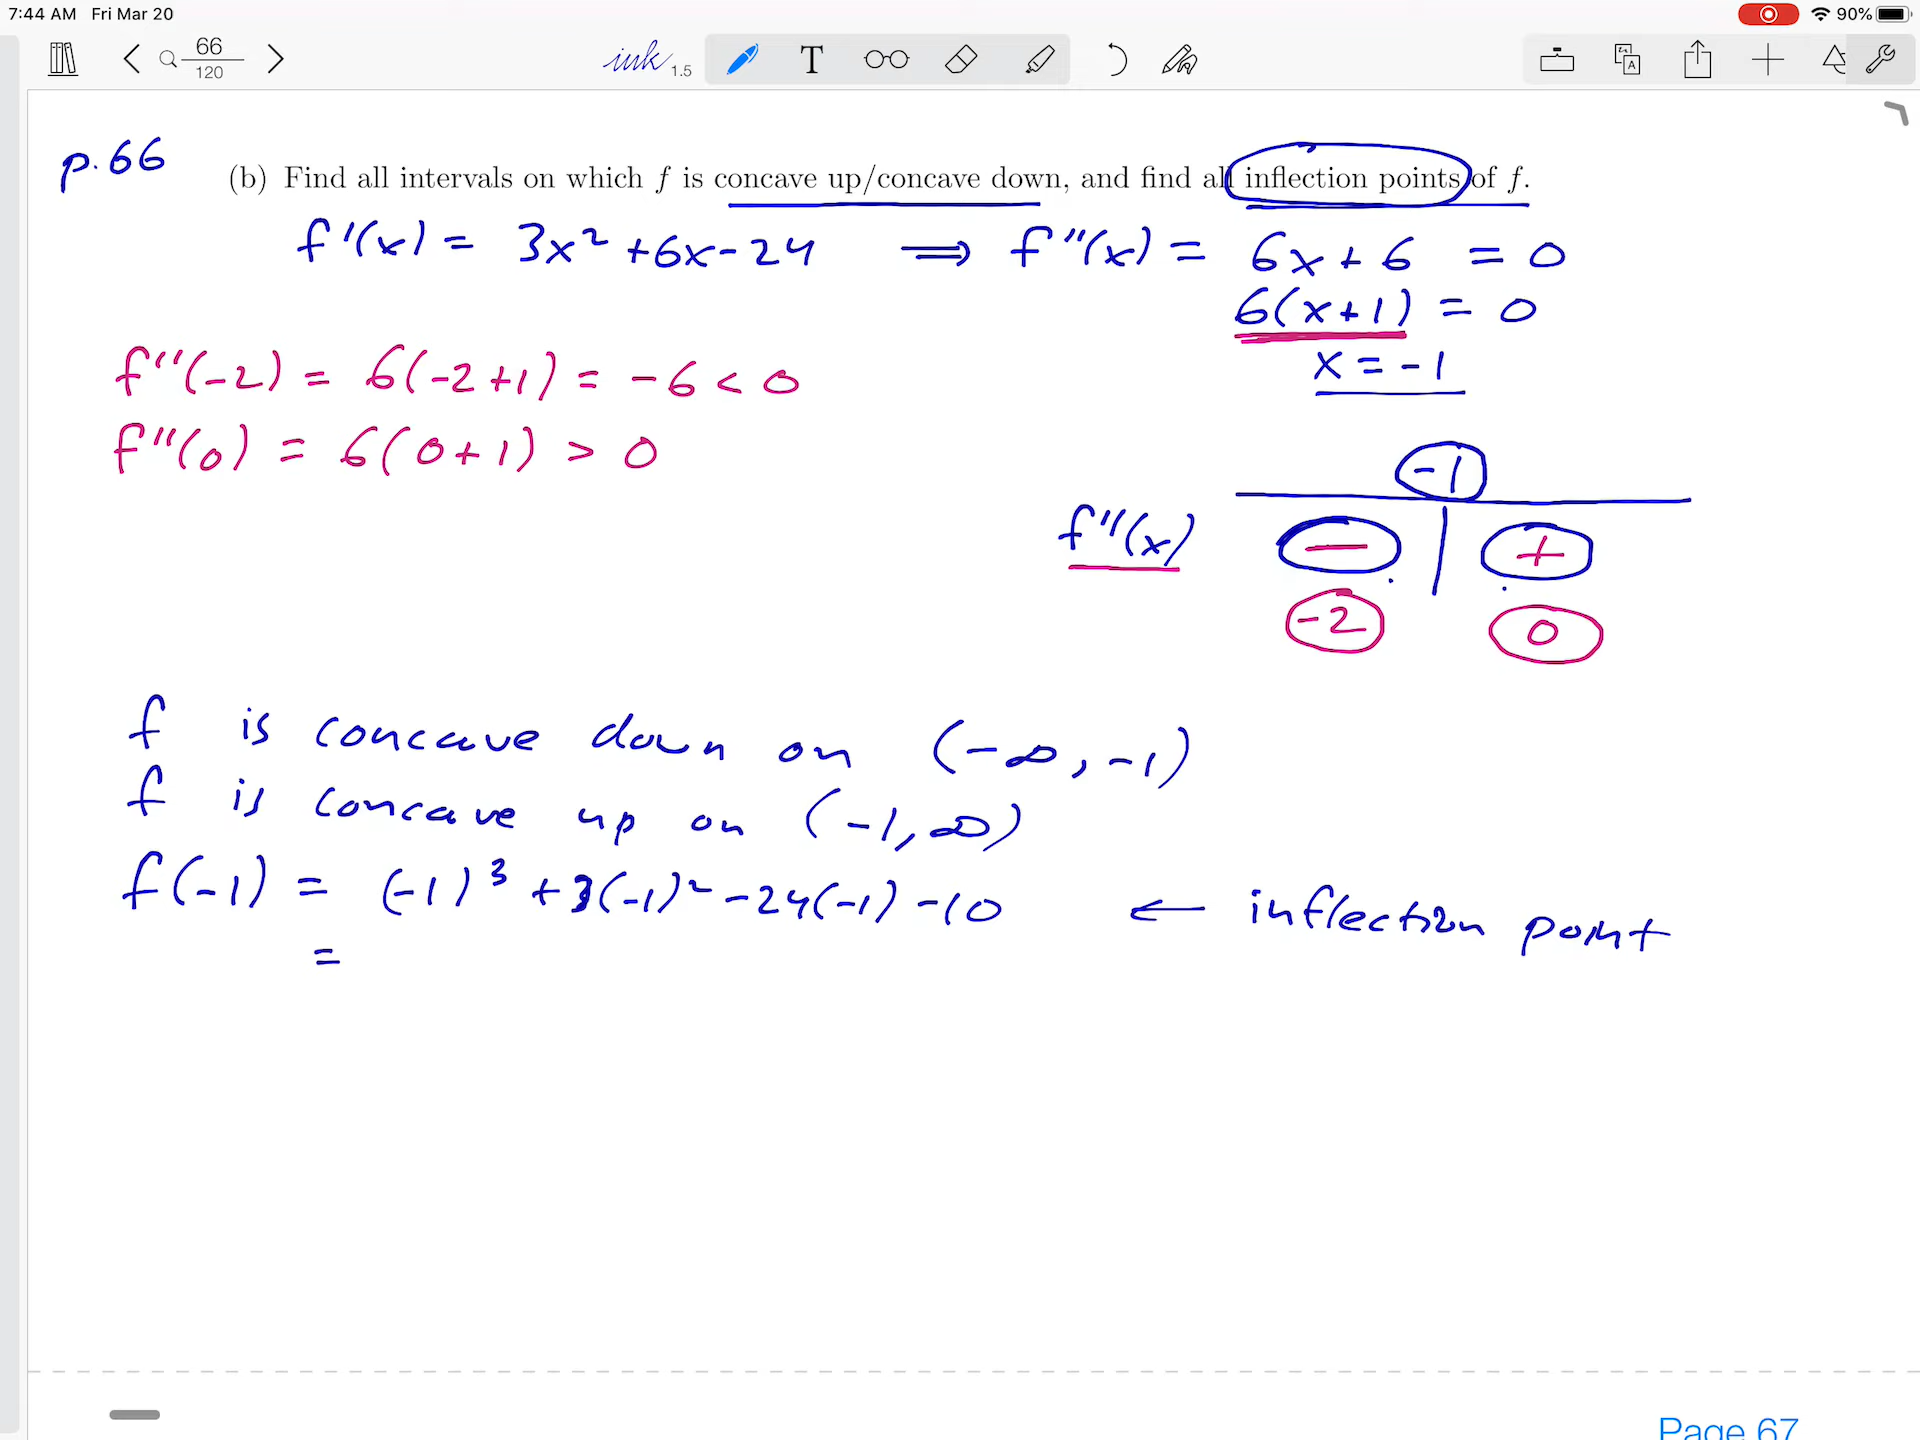 7:44 AM Fri Mar 20 90%
66
120
ink 1.5 T
p.66
(b) Find all intervals on which f is concave up/concave down, and find all inflection points of f.
f'(x) = 3x² + 6x - 24 ⟹ f''(x) = 6x + 6 = 0
6(x+1) = 0
x = -1
f''(-2) = 6(-2+1) = -6 < 0
f''(0) = 6(0+1) > 0
-1
f''(x) − +
-2 0
f is concave down on (-∞, -1)
f is concave up on (-1, ∞)
f(-1) = (-1)³ + 3(-1)² - 24(-1) - 10 ← inflection point
=
Page 67